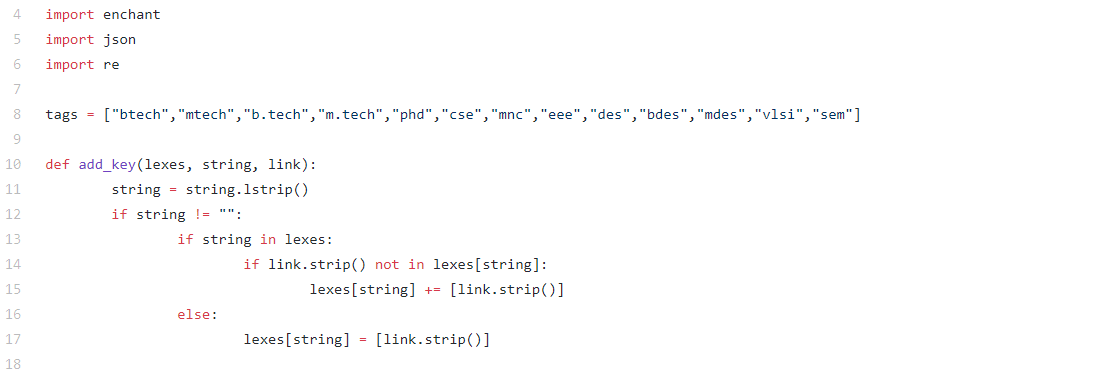 4 import enchant
5 import json
6 import re
7
8 tags = ["btech","mtech","b.tech","m.tech","phd","cse","mnc","eee","des","bdes","mdes","vlsi","sem"]
9
10 def add_key(lexes, string, link):
11         string = string.lstrip()
12         if string != "":
13                 if string in lexes:
14                         if link.strip() not in lexes[string]:
15                                 lexes[string] += [link.strip()]
16                 else:
17                         lexes[string] = [link.strip()]
18